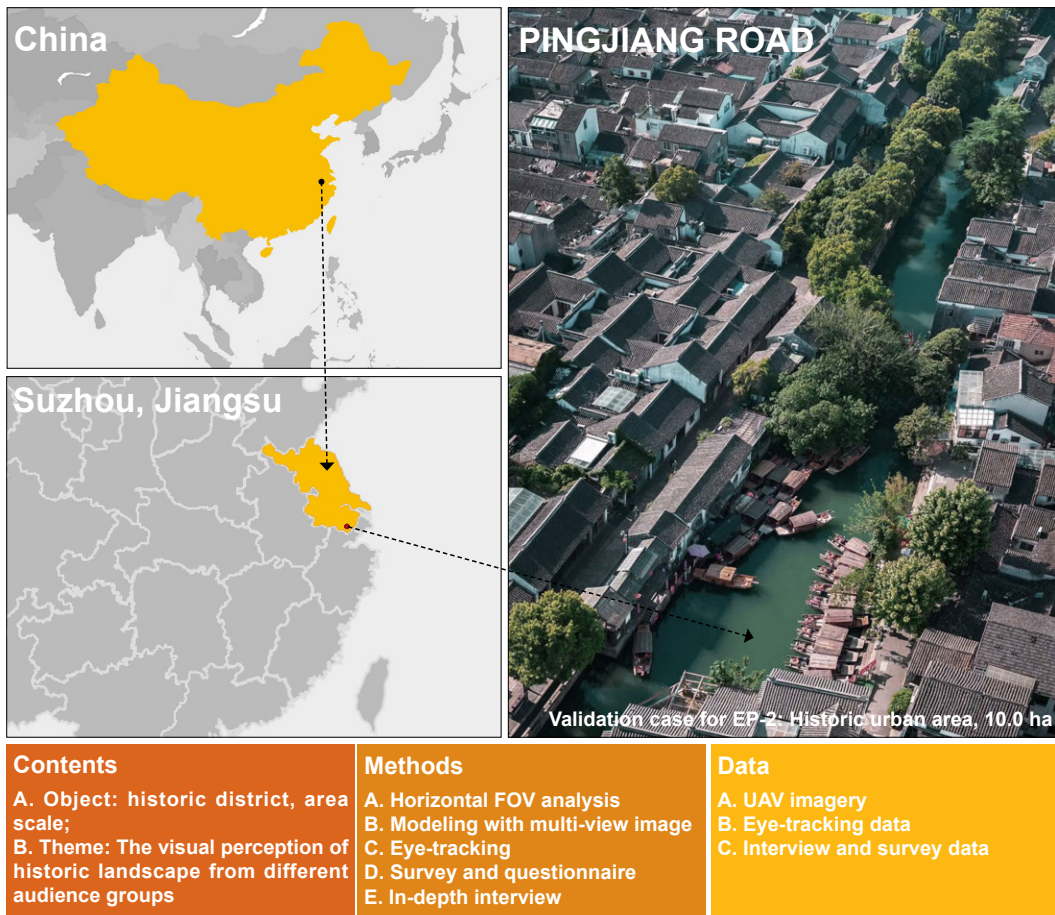 China
PINGJIANG ROAD
Suzhou, Jiangsu
Validation case for EP-2: Historic urban area, 10.0 ha
Contents
A. Object: historic district, area
scale;
B. Theme: The visual perception of
historic landscape from different
audience groups
Methods
A. Horizontal FOV analysis
B. Modeling with multi-view image
C. Eye-tracking
D. Survey and questionnaire
E. In-depth interview
Data
A. UAV imagery
B. Eye-tracking data
C. Interview and survey data